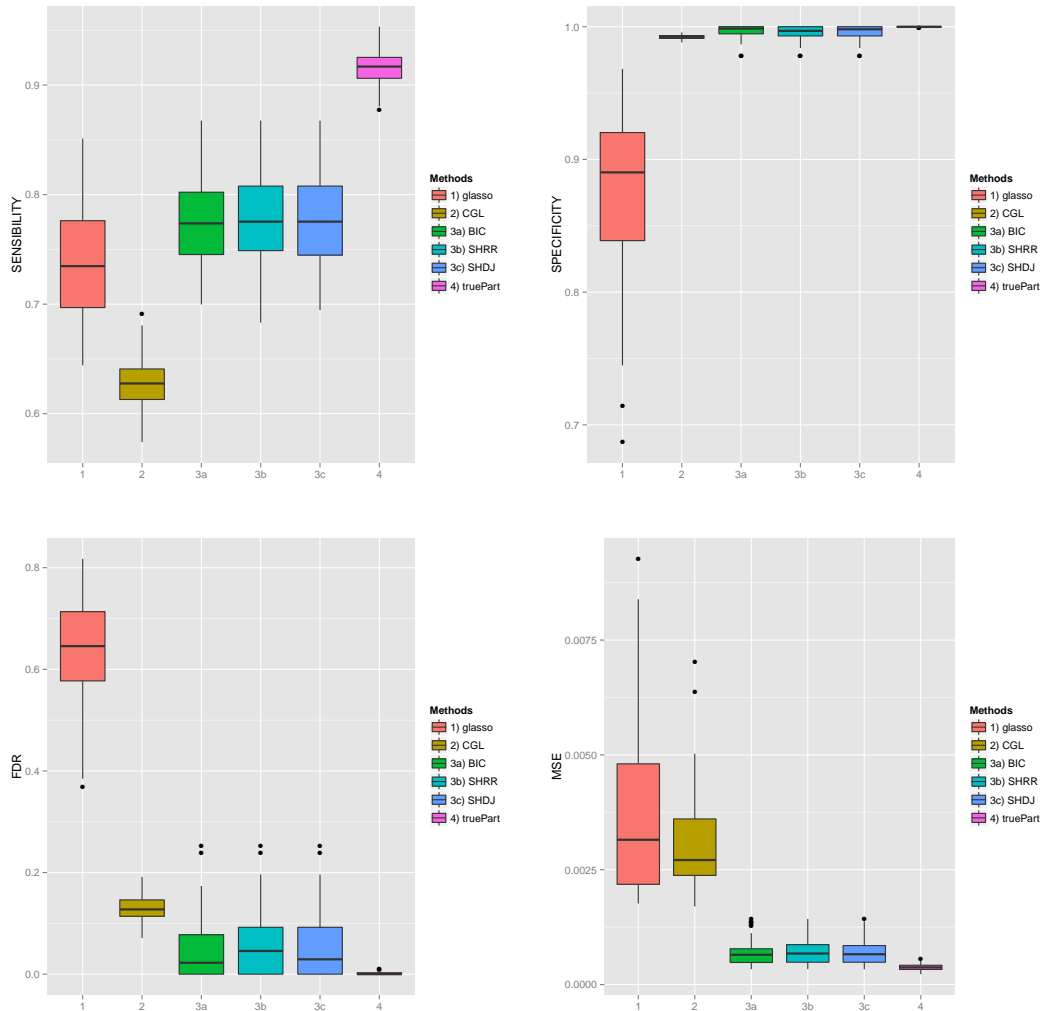 SENSIBILITY
0.9
0.8
0.7
0.6
1
2
3a
3b
3c
4
Methods
1) glasso
2) CGL
3a) BIC
3b) SHRR
3c) SHDJ
4) truePart
SPECIFICITY
1.0
0.9
0.8
0.7
1
2
3a
3b
3c
4
Methods
1) glasso
2) CGL
3a) BIC
3b) SHRR
3c) SHDJ
4) truePart
FDR
0.8
0.6
0.4
0.2
0.0
1
2
3a
3b
3c
4
Methods
1) glasso
2) CGL
3a) BIC
3b) SHRR
3c) SHDJ
4) truePart
MSE
0.0075
0.0050
0.0025
0.0000
1
2
3a
3b
3c
4
Methods
1) glasso
2) CGL
3a) BIC
3b) SHRR
3c) SHDJ
4) truePart